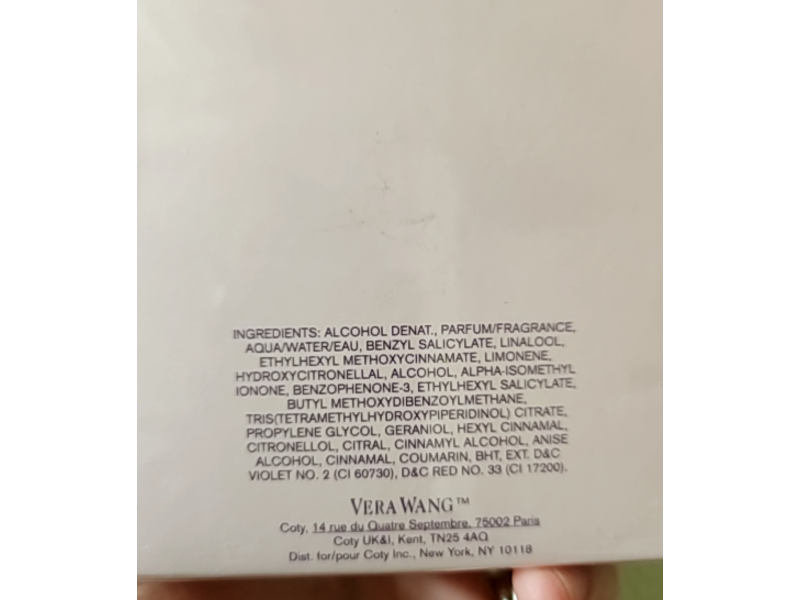 INGREDIENTS: ALCOHOL DENAT., PARFUM/FRAGRANCE,
AQUA/WATER/EAU, BENZYL SALICYLATE, LINALOOL,
ETHYLHEXYL METHOXYCINNAMATE, LIMONENE,
HYDROXYCITRONELLAL, ALCOHOL, ALPHA-ISOMETHYL
IONONE, BENZOPHENONE-3, ETHYLHEXYL SALICYLATE,
BUTYL METHOXYDIBENZOYLMETHANE,
TRIS(TETRAMETHYLHYDROXYPIPERIDINOL) CITRATE,
PROPYLENE GLYCOL, GERANIOL, HEXYL CINNAMAL,
CITRONELLOL, CITRAL, CINNAMYL ALCOHOL, ANISE
ALCOHOL, CINNAMAL, COUMARIN, BHT, EXT. D&C
VIOLET NO. 2 (CI 60730), D&C RED NO. 33 (CI 17200).
VERA WANG™
Coty, 14 rue du Quatre Septembre, 75002 Paris
Coty UK&I, Kent, TN25 4AQ
Dist. for/pour Coty Inc., New York, NY 10118